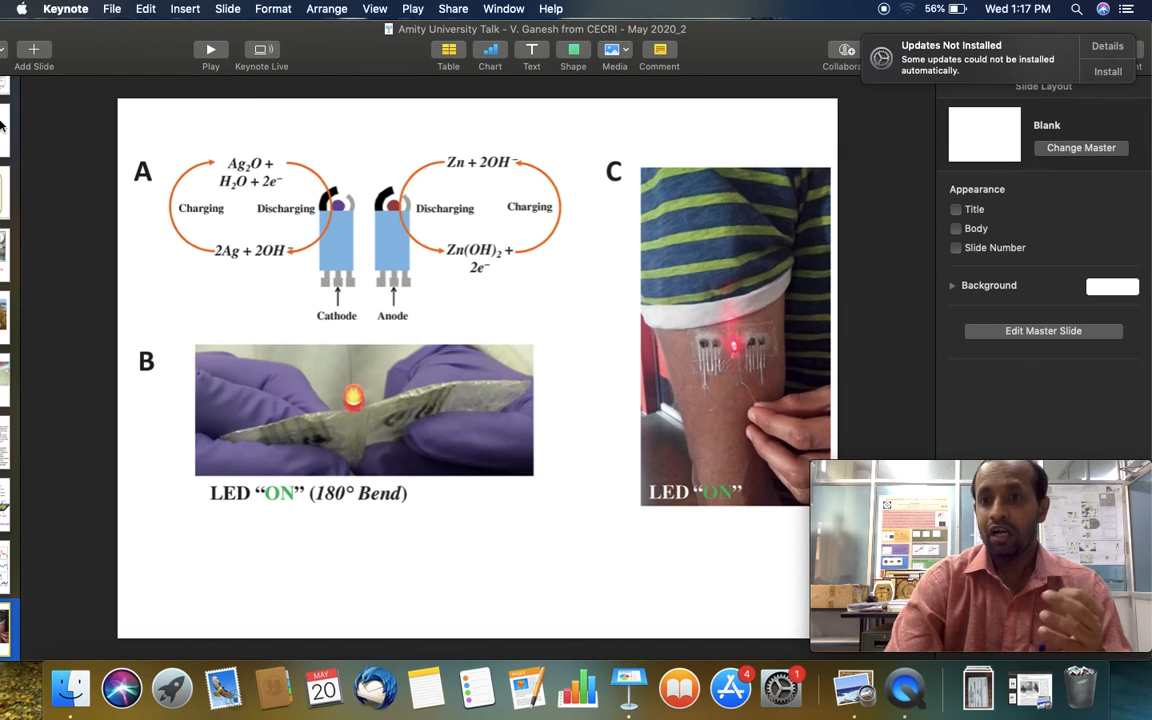 Keynote File Edit Insert Slide Format Arrange View Play Share Window Help 56% Wed 1:17 PM
Amity University Talk - V. Ganesh from CECRI - May 2020_2
Add Slide Play Keynote Live Table Chart Text Shape Media Comment
Updates Not Installed
Some updates could not be installed
automatically.
Details
Install
Slide Layout
Blank
Change Master
Appearance
Title
Body
Slide Number
Background
Edit Master Slide
A
Ag₂O +
H₂O + 2e⁻
Charging Discharging
2Ag + 2OH⁻
Zn + 2OH⁻
Discharging Charging
Zn(OH)₂ +
2e⁻
Cathode Anode
B
LED “ON” (180° Bend)
C
LED “ON”
MAY
20
4
1